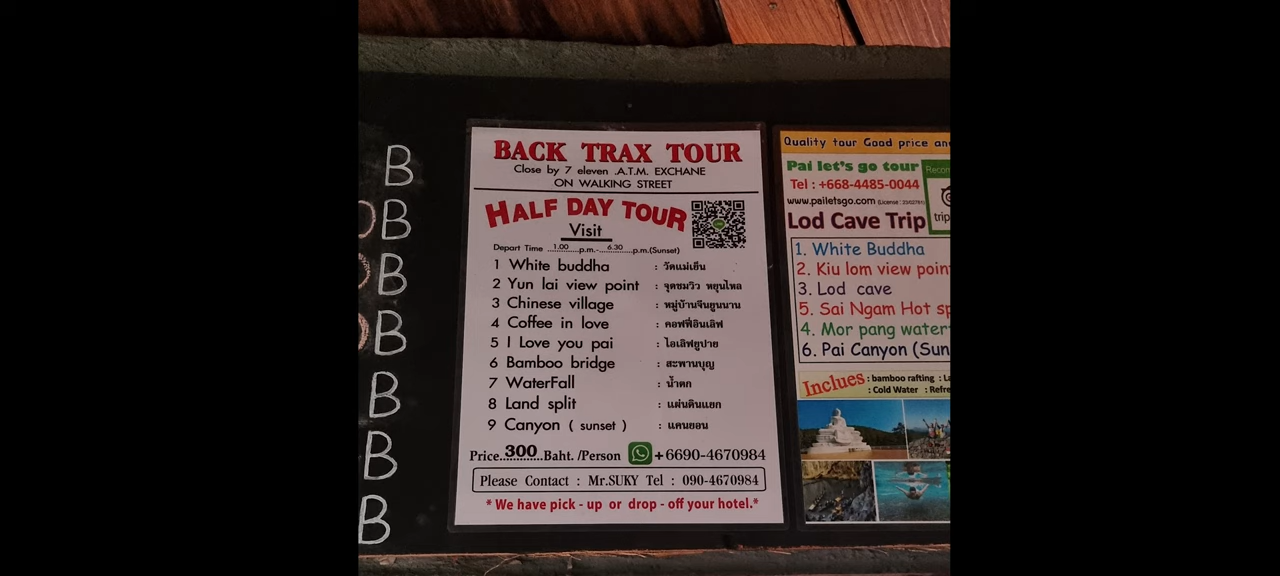 B
B
B
B
B
B
B
BACK TRAX TOUR
Close by 7 eleven .A.T.M. EXCHANE
ON WALKING STREET
HALF DAY TOUR
Visit
Depart Time ....1.00....p.m.-...6.30....p.m.(Sunset)
1 White buddha : วัดแม่เย็น
2 Yun lai view point : จุดชมวิว หยุนไหล
3 Chinese village : หมู่บ้านจีนยูนนาน
4 Coffee in love : คอฟฟี่อินเลิฟ
5 I Love you pai : ไอเลิฟยูปาย
6 Bamboo bridge : สะพานบุญ
7 WaterFall : น้ำตก
8 Land split : แผ่นดินแยก
9 Canyon ( sunset ) : แคนยอน
Price..300..Baht. /Person +6690-4670984
Please Contact : Mr.SUKY Tel : 090-4670984
* We have pick - up or drop - off your hotel.*
Quality tour Good price an
Pai let's go tour
Tel : +668-4485-0044
www.pailetsgo.com
Recom
trip
Lod Cave Trip
1. White Buddha
2. Kiu lom view poin
3. Lod cave
5. Sai Ngam Hot sp
4. Mor pang water
6. Pai Canyon (Sun
Inclues : bamboo rafting : La
: Cold Water : Refre